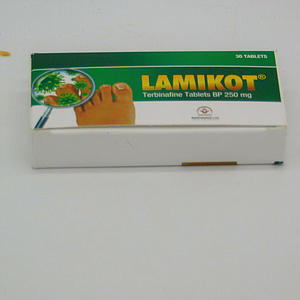 30 TABLETS
LAMIKOT®
Terbinafine Tablets BP 250 mg